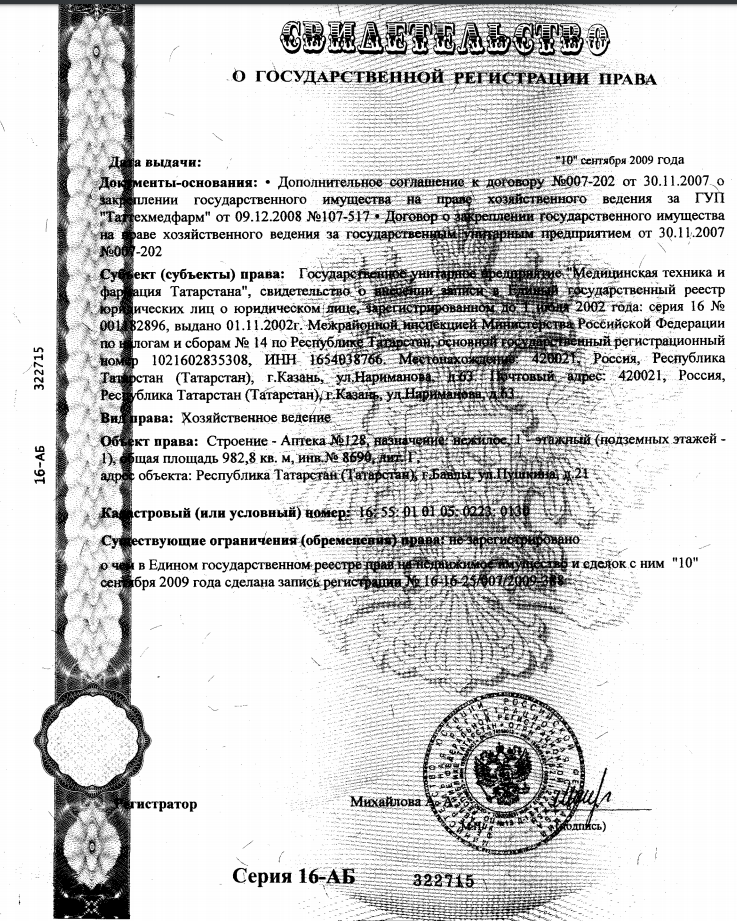 СВИДЕТЕЛЬСТВО
О ГОСУДАРСТВЕННОЙ РЕГИСТРАЦИИ ПРАВА
Дата выдачи: "10" сентября 2009 года
Документы-основания: • Дополнительное соглашение к договору №007-202 от 30.11.2007 о
закреплении государственного имущества на праве хозяйственного ведения за ГУП
"Таттехмедфарм" от 09.12.2008 №107-517 • Договор о закреплении государственного имущества
на праве хозяйственного ведения за государственным унитарным предприятием от 30.11.2007
№007-202
Субъект (субъекты) права: Государственное унитарное предприятие "Медицинская техника и
фармация Татарстана", свидетельство о внесении записи в Единый государственный реестр
юридических лиц о юридическом лице, зарегистрированном до 1 июля 2002 года: серия 16 №
001882896, выдано 01.11.2002г. Межрайонной инспекцией Министерства Российской Федерации
по налогам и сборам № 14 по Республике Татарстан, основной государственный регистрационный
номер 1021602835308, ИНН 1654038766. Местонахождение: 420021, Россия, Республика
Татарстан (Татарстан), г.Казань, ул.Нариманова, д.63. Почтовый адрес: 420021, Россия,
Республика Татарстан (Татарстан), г.Казань, ул.Нариманова, д.63
Вид права: Хозяйственное ведение
Объект права: Строение - Аптека №128, назначение: нежилое, 1 - этажный (подземных этажей -
1), общая площадь 982,8 кв. м, инв.№ 8690, лит.
адрес объекта: Республика Татарстан (Татарстан), г.Бавлы, ул.Пушкина, д.21
Кадастровый (или условный) номер: 16:55:01 01 05:0223:0130
Существующие ограничения (обременения) права: не зарегистрировано
о чем в Едином государственном реестре прав на недвижимое имущество и сделок с ним "10"
сентября 2009 года сделана запись регистрации № 16-16-25/007/2009-388
Регистратор Михайлова А. А.
(подпись)
Серия 16-АБ 322715
16-АБ 322715